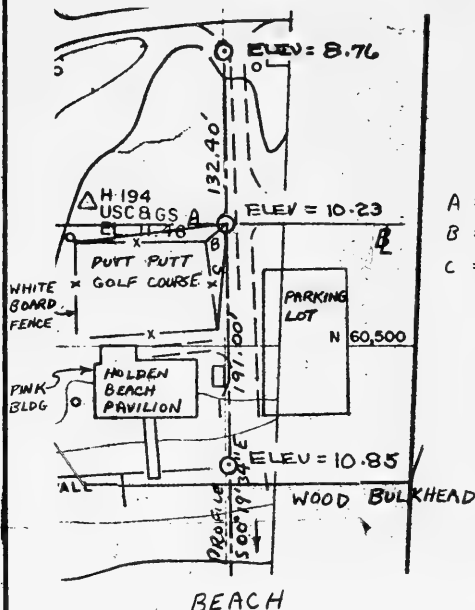 ELEV = 8.76
132.40'
H 194
USC & GS
El 11.48
A
ELEV = 10.23
B
C
A =
B =
C =
PUTT PUTT
GOLF COURSE
WHITE
BOARD
FENCE
PARKING
LOT
N 60,500
191.00'
PINK
BLDG
HOLDEN
BEACH
PAVILION
ELEV = 10.85
ALL
WOOD BULKHEAD
PROFILE
S 00° 19' 34" E
BEACH